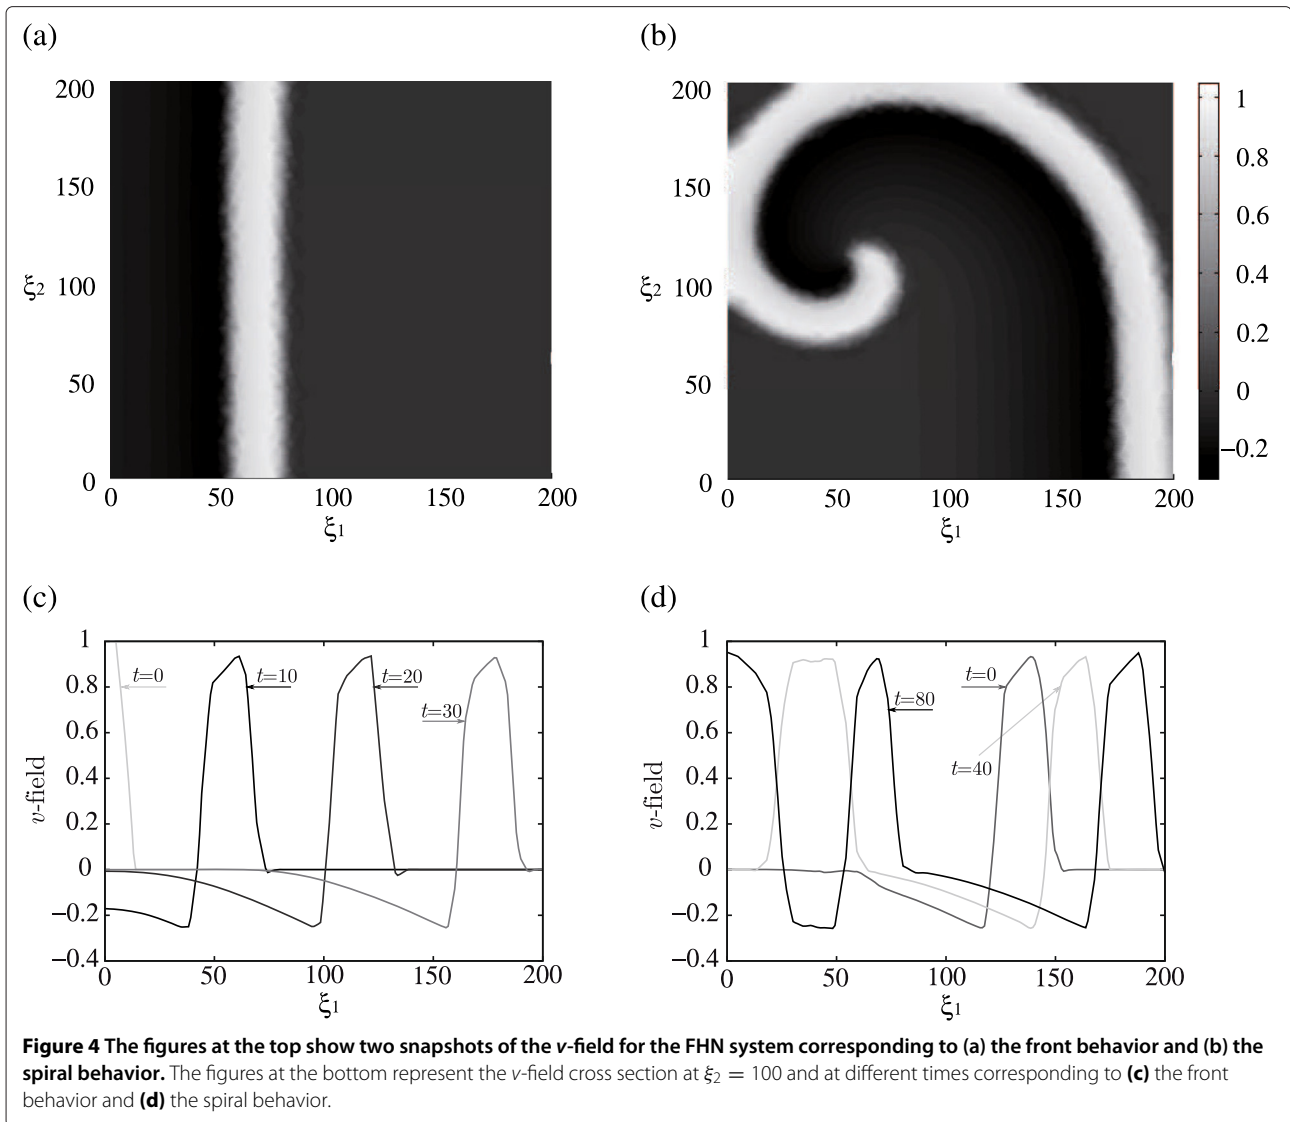 (a)
(b)
200
150
ξ2 100
50
0
0 50 100 150 200
ξ1
200
150
ξ2 100
50
0
0 50 100 150 200
ξ1
1
0.8
0.6
0.4
0.2
0
−0.2
(c)
(d)
1
0.8
0.6
0.4
0.2
0
−0.2
−0.4
v-field
t=0
t=10
t=20
t=30
0 50 100 150 200
ξ1
1
0.8
0.6
0.4
0.2
0
−0.2
−0.4
v-field
t=0
t=80
t=40
0 50 100 150 200
ξ1
Figure 4 The figures at the top show two snapshots of the v-field for the FHN system corresponding to (a) the front behavior and (b) the
spiral behavior. The figures at the bottom represent the v-field cross section at ξ2 = 100 and at different times corresponding to (c) the front
behavior and (d) the spiral behavior.